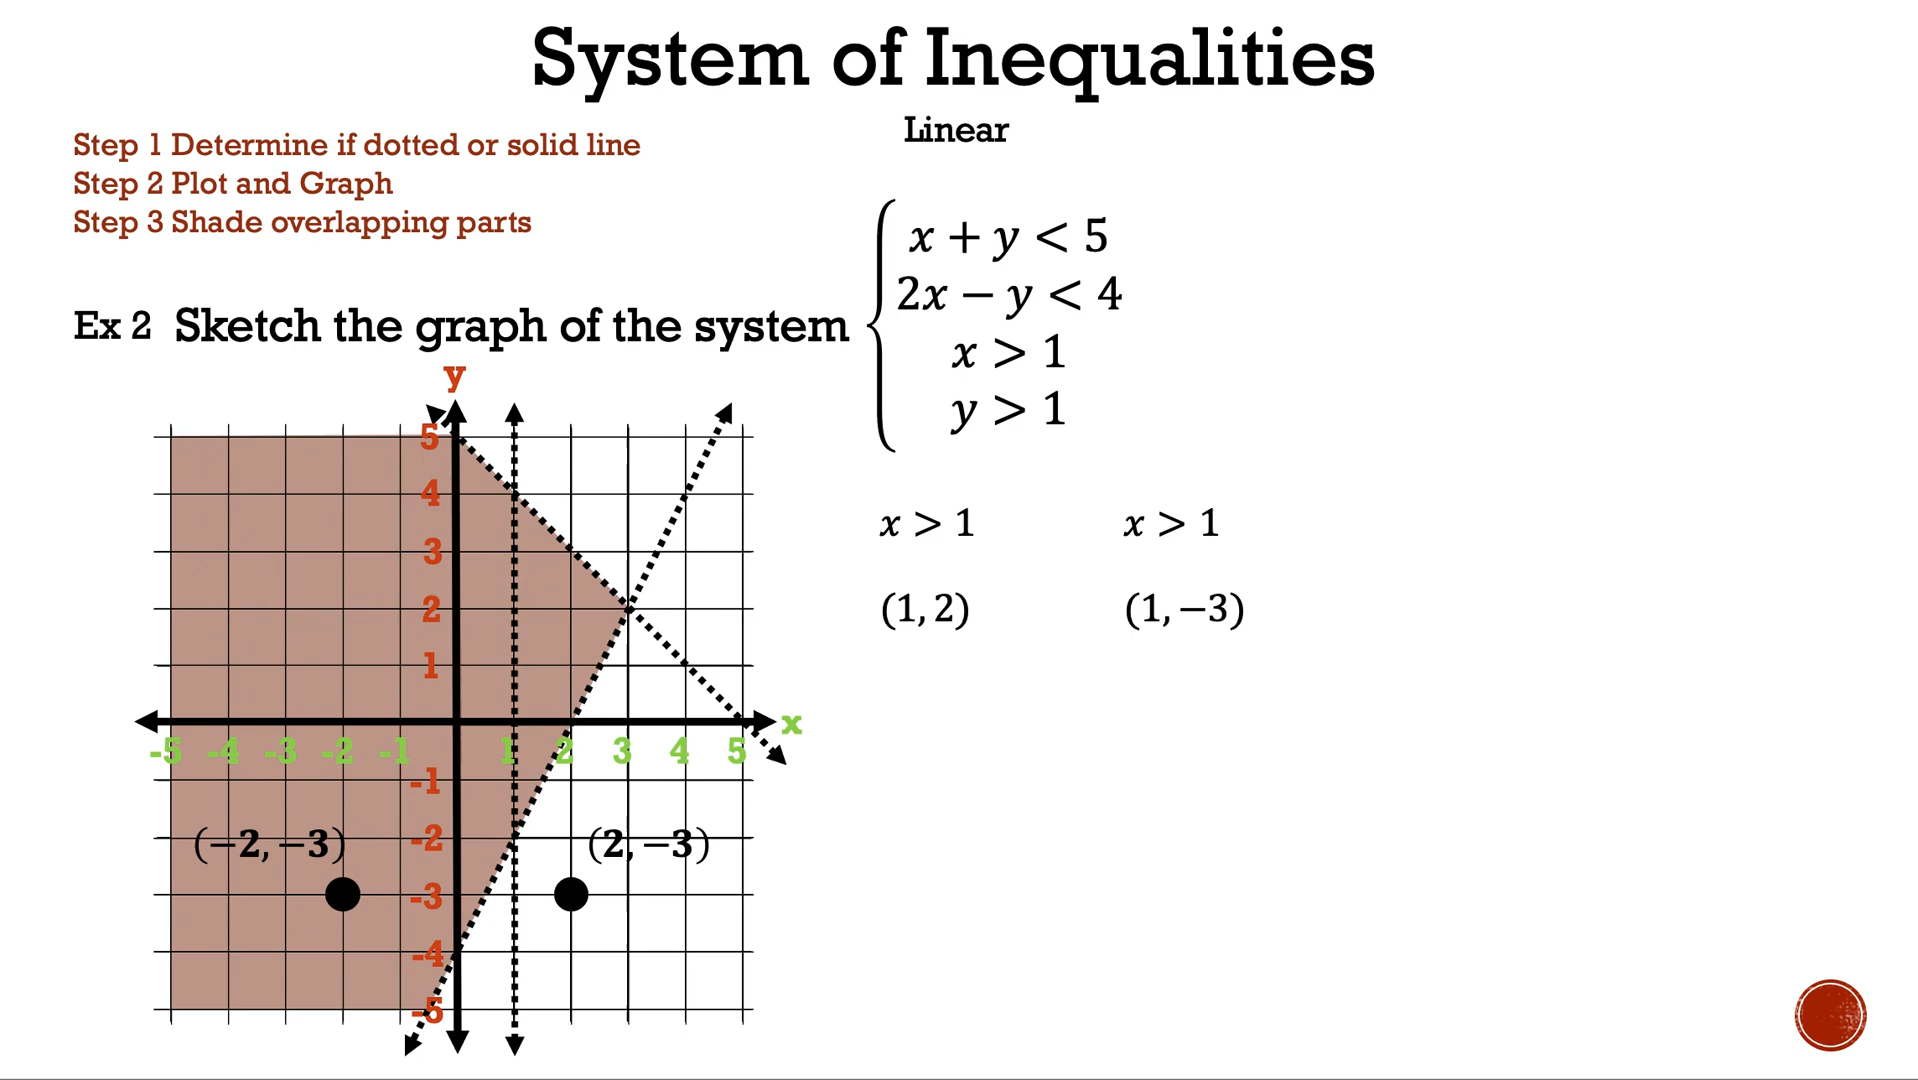 System of Inequalities
Linear
Step 1 Determine if dotted or solid line
Step 2 Plot and Graph
Step 3 Shade overlapping parts
x + y < 5
2x − y < 4
x > 1
y > 1
Ex 2 Sketch the graph of the system
y
5
4
3
2
1
x
-5 -4 -3 -2 -1 1 2 3 4 5
-1
-2
-3
-4
-5
(−2, −3) (2, −3)
x > 1 x > 1
(1, 2) (1, −3)